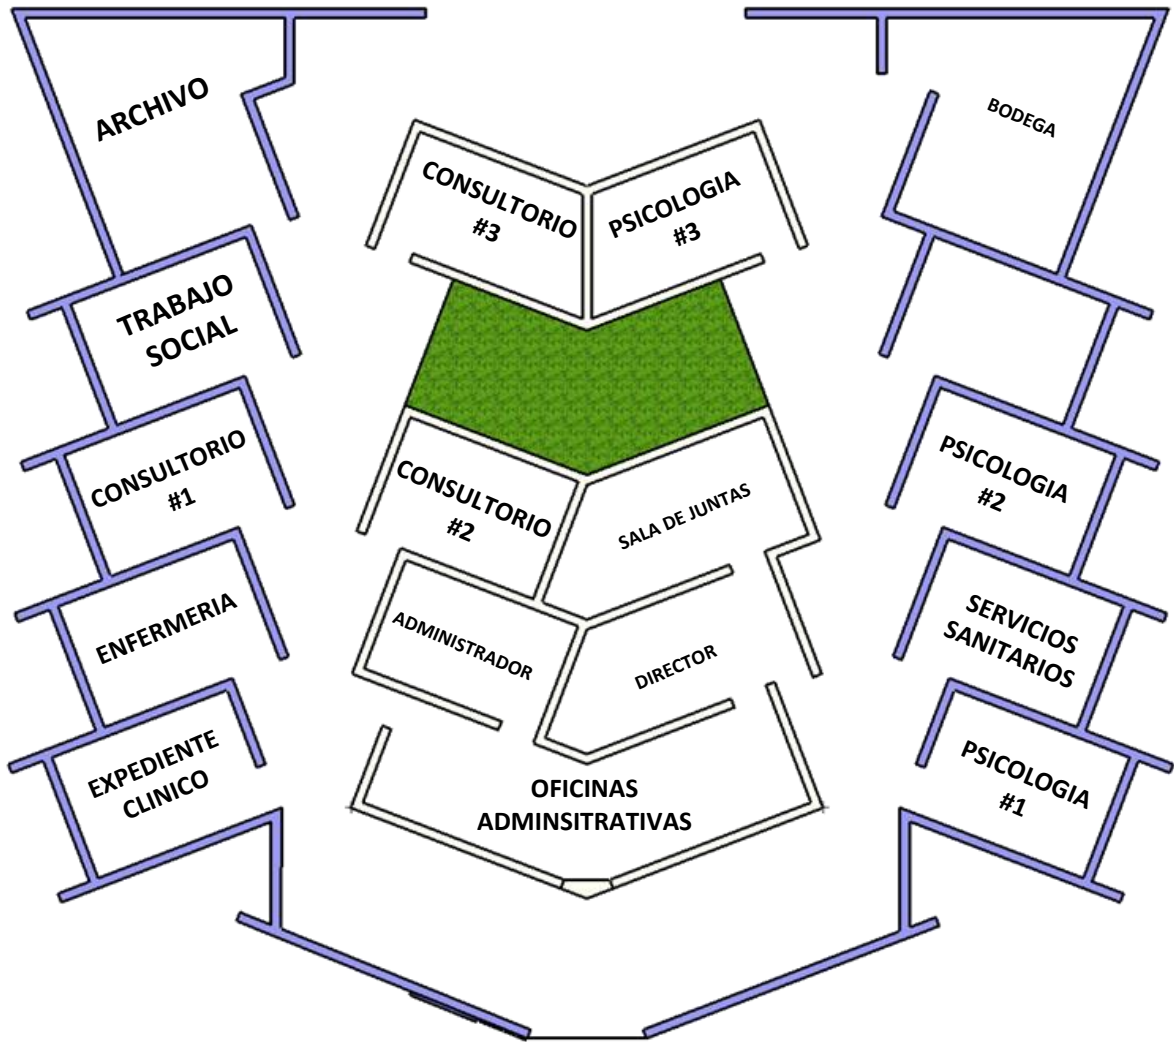 ARCHIVO
BODEGA
CONSULTORIO
#3
PSICOLOGIA
#3
TRABAJO
SOCIAL
CONSULTORIO
#1
CONSULTORIO
#2
SALA DE JUNTAS
PSICOLOGIA
#2
ENFERMERIA
ADMINISTRADOR
DIRECTOR
SERVICIOS
SANITARIOS
EXPEDIENTE
CLINICO
OFICINAS
ADMINSITRATIVAS
PSICOLOGIA
#1